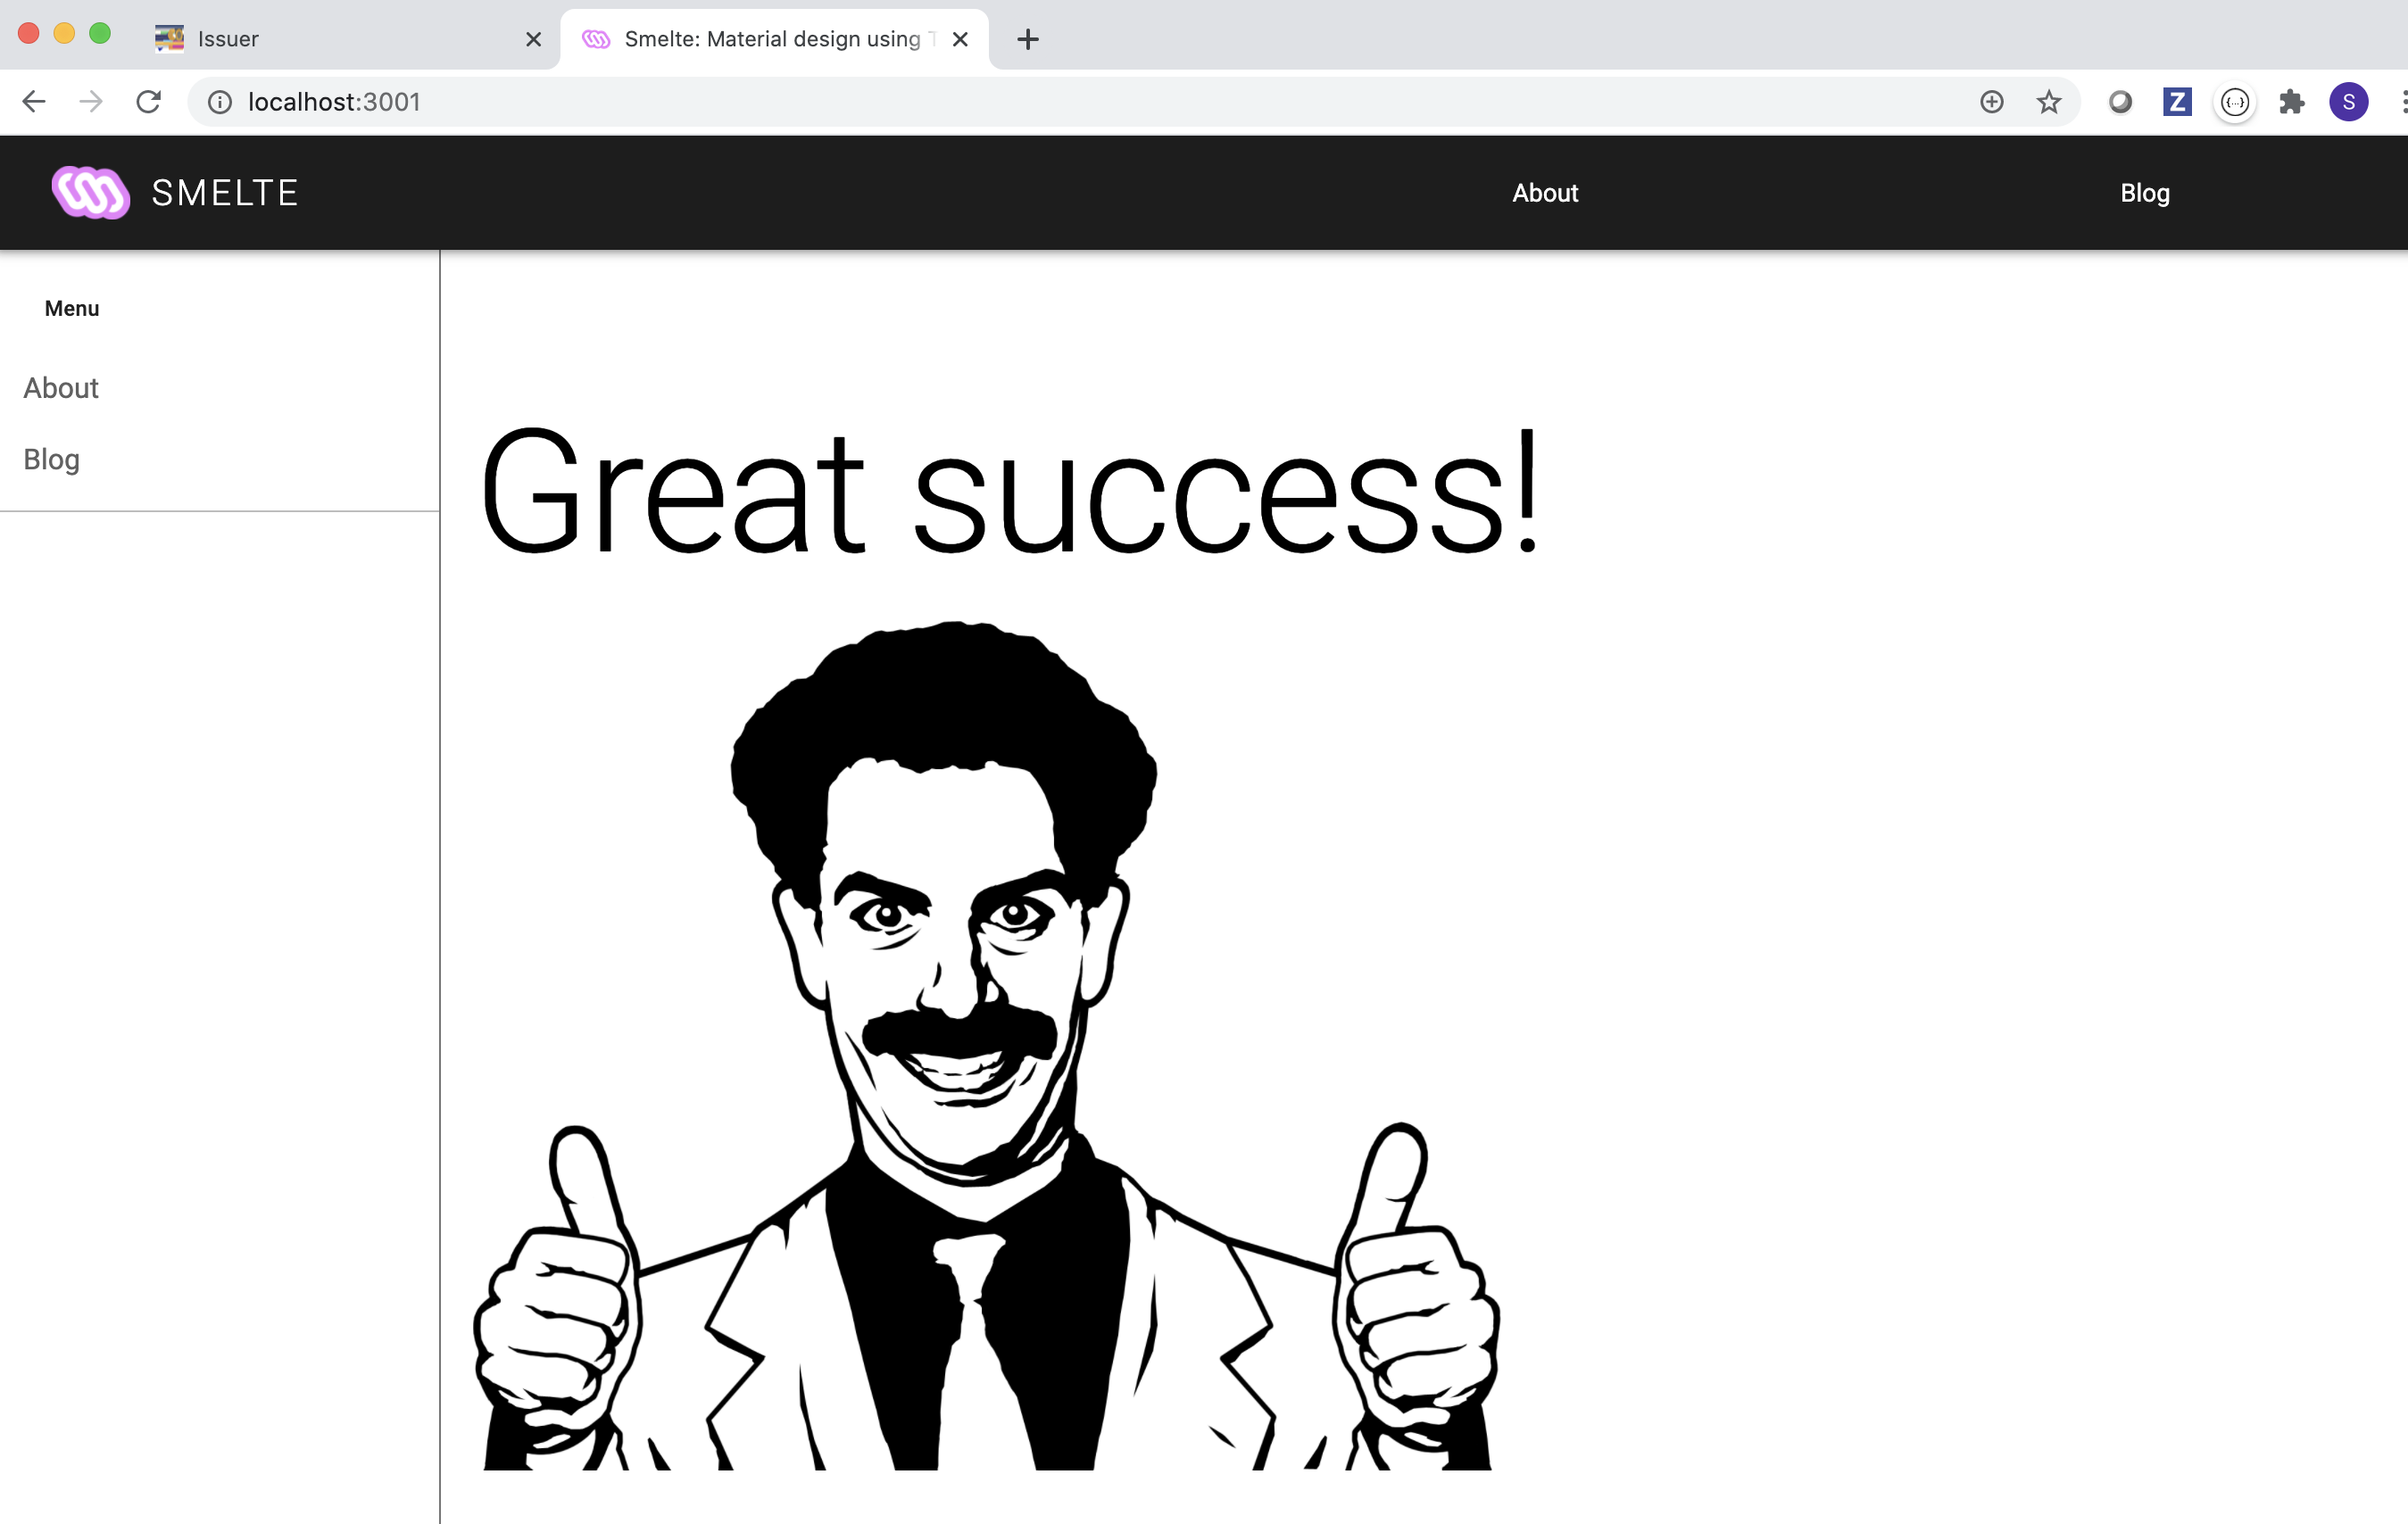 Issuer
Smelte: Material design using T
localhost:3001
Z
{...}
S
SMELTE
About
Blog
Menu
About
Blog
Great success!